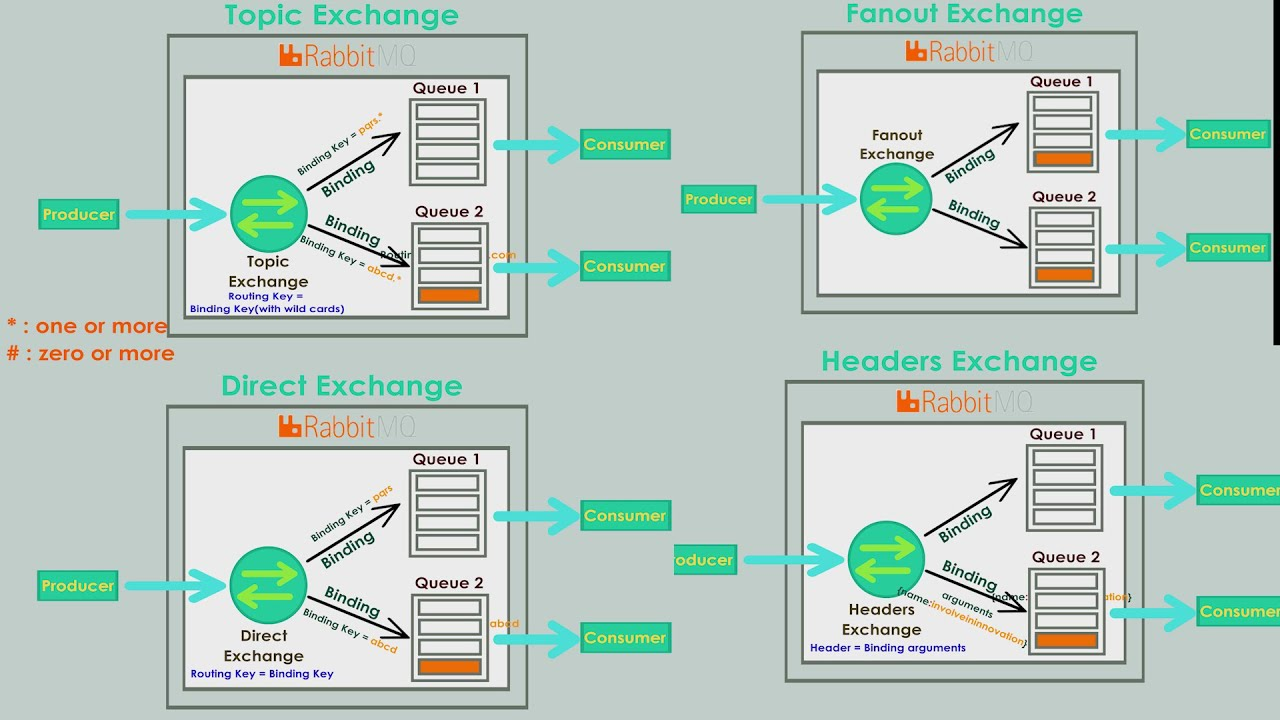 Topic Exchange
RabbitMQ
Queue 1
Binding Key = pqrs.*
Binding
Consumer
Producer
Queue 2
Binding
Binding Key = abcd.*
.com
Consumer
Topic
Exchange
Routing Key =
Binding Key(with wild cards)
* : one or more
# : zero or more
Fanout Exchange
RabbitMQ
Queue 1
Fanout
Exchange
Binding
Consumer
Producer
Queue 2
Binding
Consumer
Direct Exchange
RabbitMQ
Queue 1
Binding Key = pqrs
Binding
Consumer
Producer
Queue 2
Binding
Binding Key = abcd
abcd
Consumer
Direct
Exchange
Routing Key = Binding Key
Headers Exchange
RabbitMQ
Queue 1
Binding
Consumer
oducer
Queue 2
Binding
arguments
{name:involveininnovation}
{name:
ation}
Consumer
Headers
Exchange
Header = Binding arguments